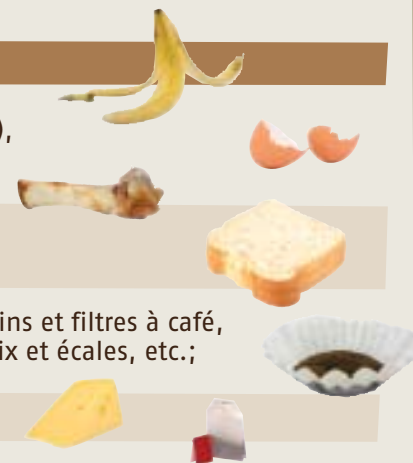 ),
ins et filtres à café,
ix et écales, etc.;